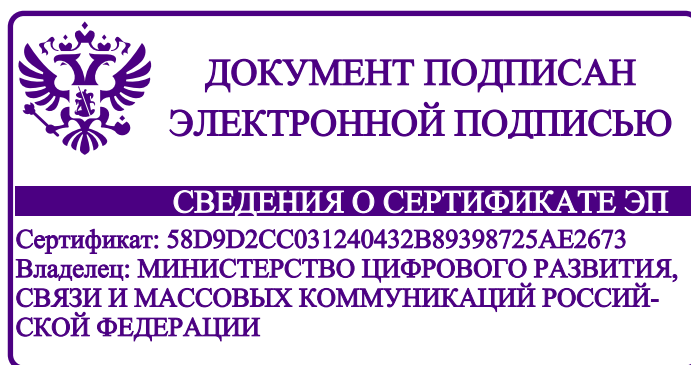 ДОКУМЕНТ ПОДПИСАН
ЭЛЕКТРОННОЙ ПОДПИСЬЮ
СВЕДЕНИЯ О СЕРТИФИКАТЕ ЭП
Сертификат: 58D9D2CC031240432B89398725AE2673
Владелец: МИНИСТЕРСТВО ЦИФРОВОГО РАЗВИТИЯ,
СВЯЗИ И МАССОВЫХ КОММУНИКАЦИЙ РОССИЙ-
СКОЙ ФЕДЕРАЦИИ